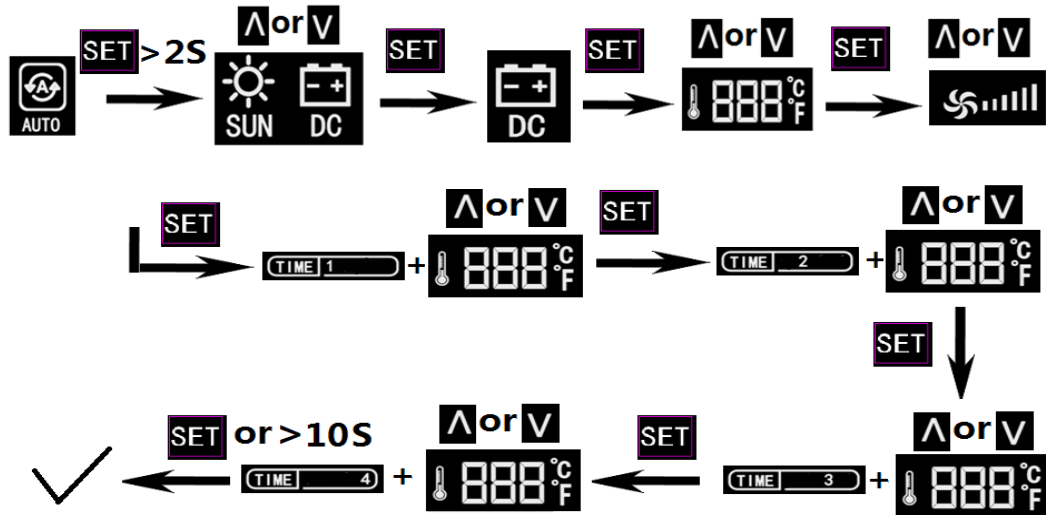 SET >2S
Λ or V
SET
SET
Λ or V
SET
Λ or V
A
AUTO
SUN
- +
DC
- +
DC
888 °C °F
SET
Λ or V
SET
Λ or V
TIME 1 + 888 °C °F
TIME 2 + 888 °C °F
SET
SET or >10S
Λ or V
SET
Λ or V
TIME 4 + 888 °C °F
TIME 3 + 888 °C °F